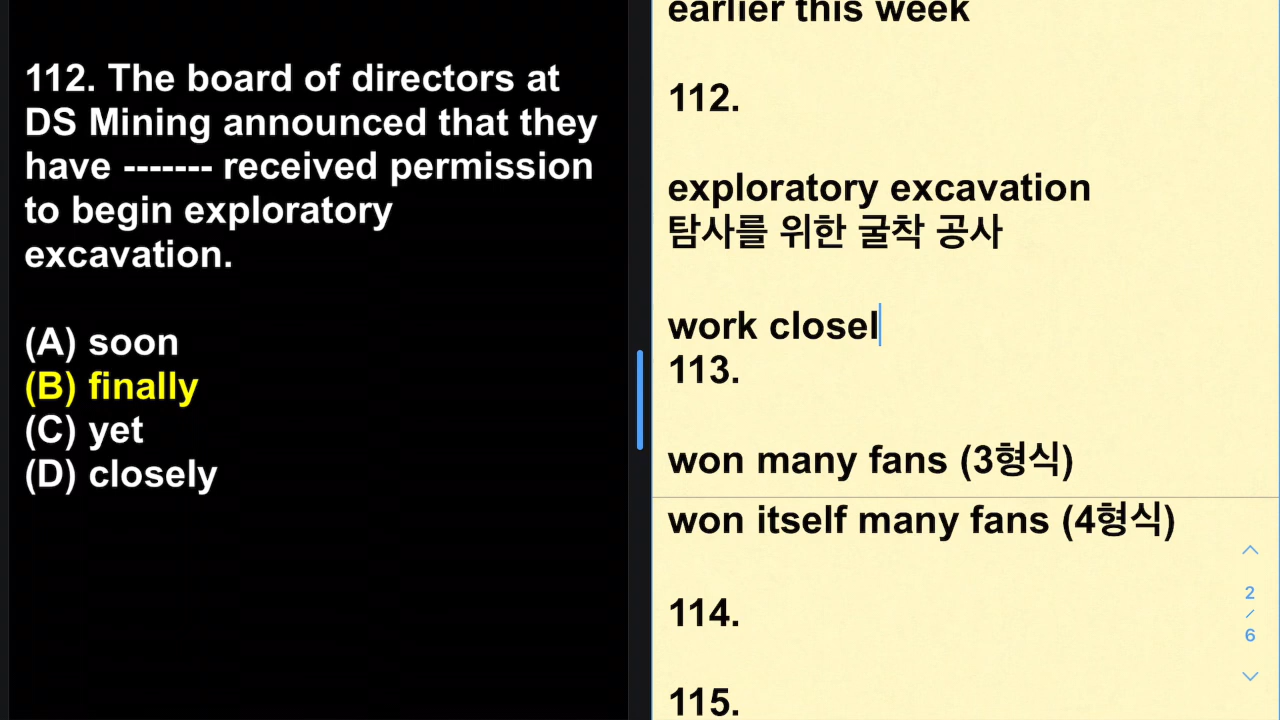 112. The board of directors at
DS Mining announced that they
have ------- received permission
to begin exploratory
excavation.
(A) soon
(B) finally
(C) yet
(D) closely
earlier this week
112.
exploratory excavation
탐사를 위한 굴착 공사
work closel
113.
won many fans (3형식)
won itself many fans (4형식)
114.
115.
2
/
6